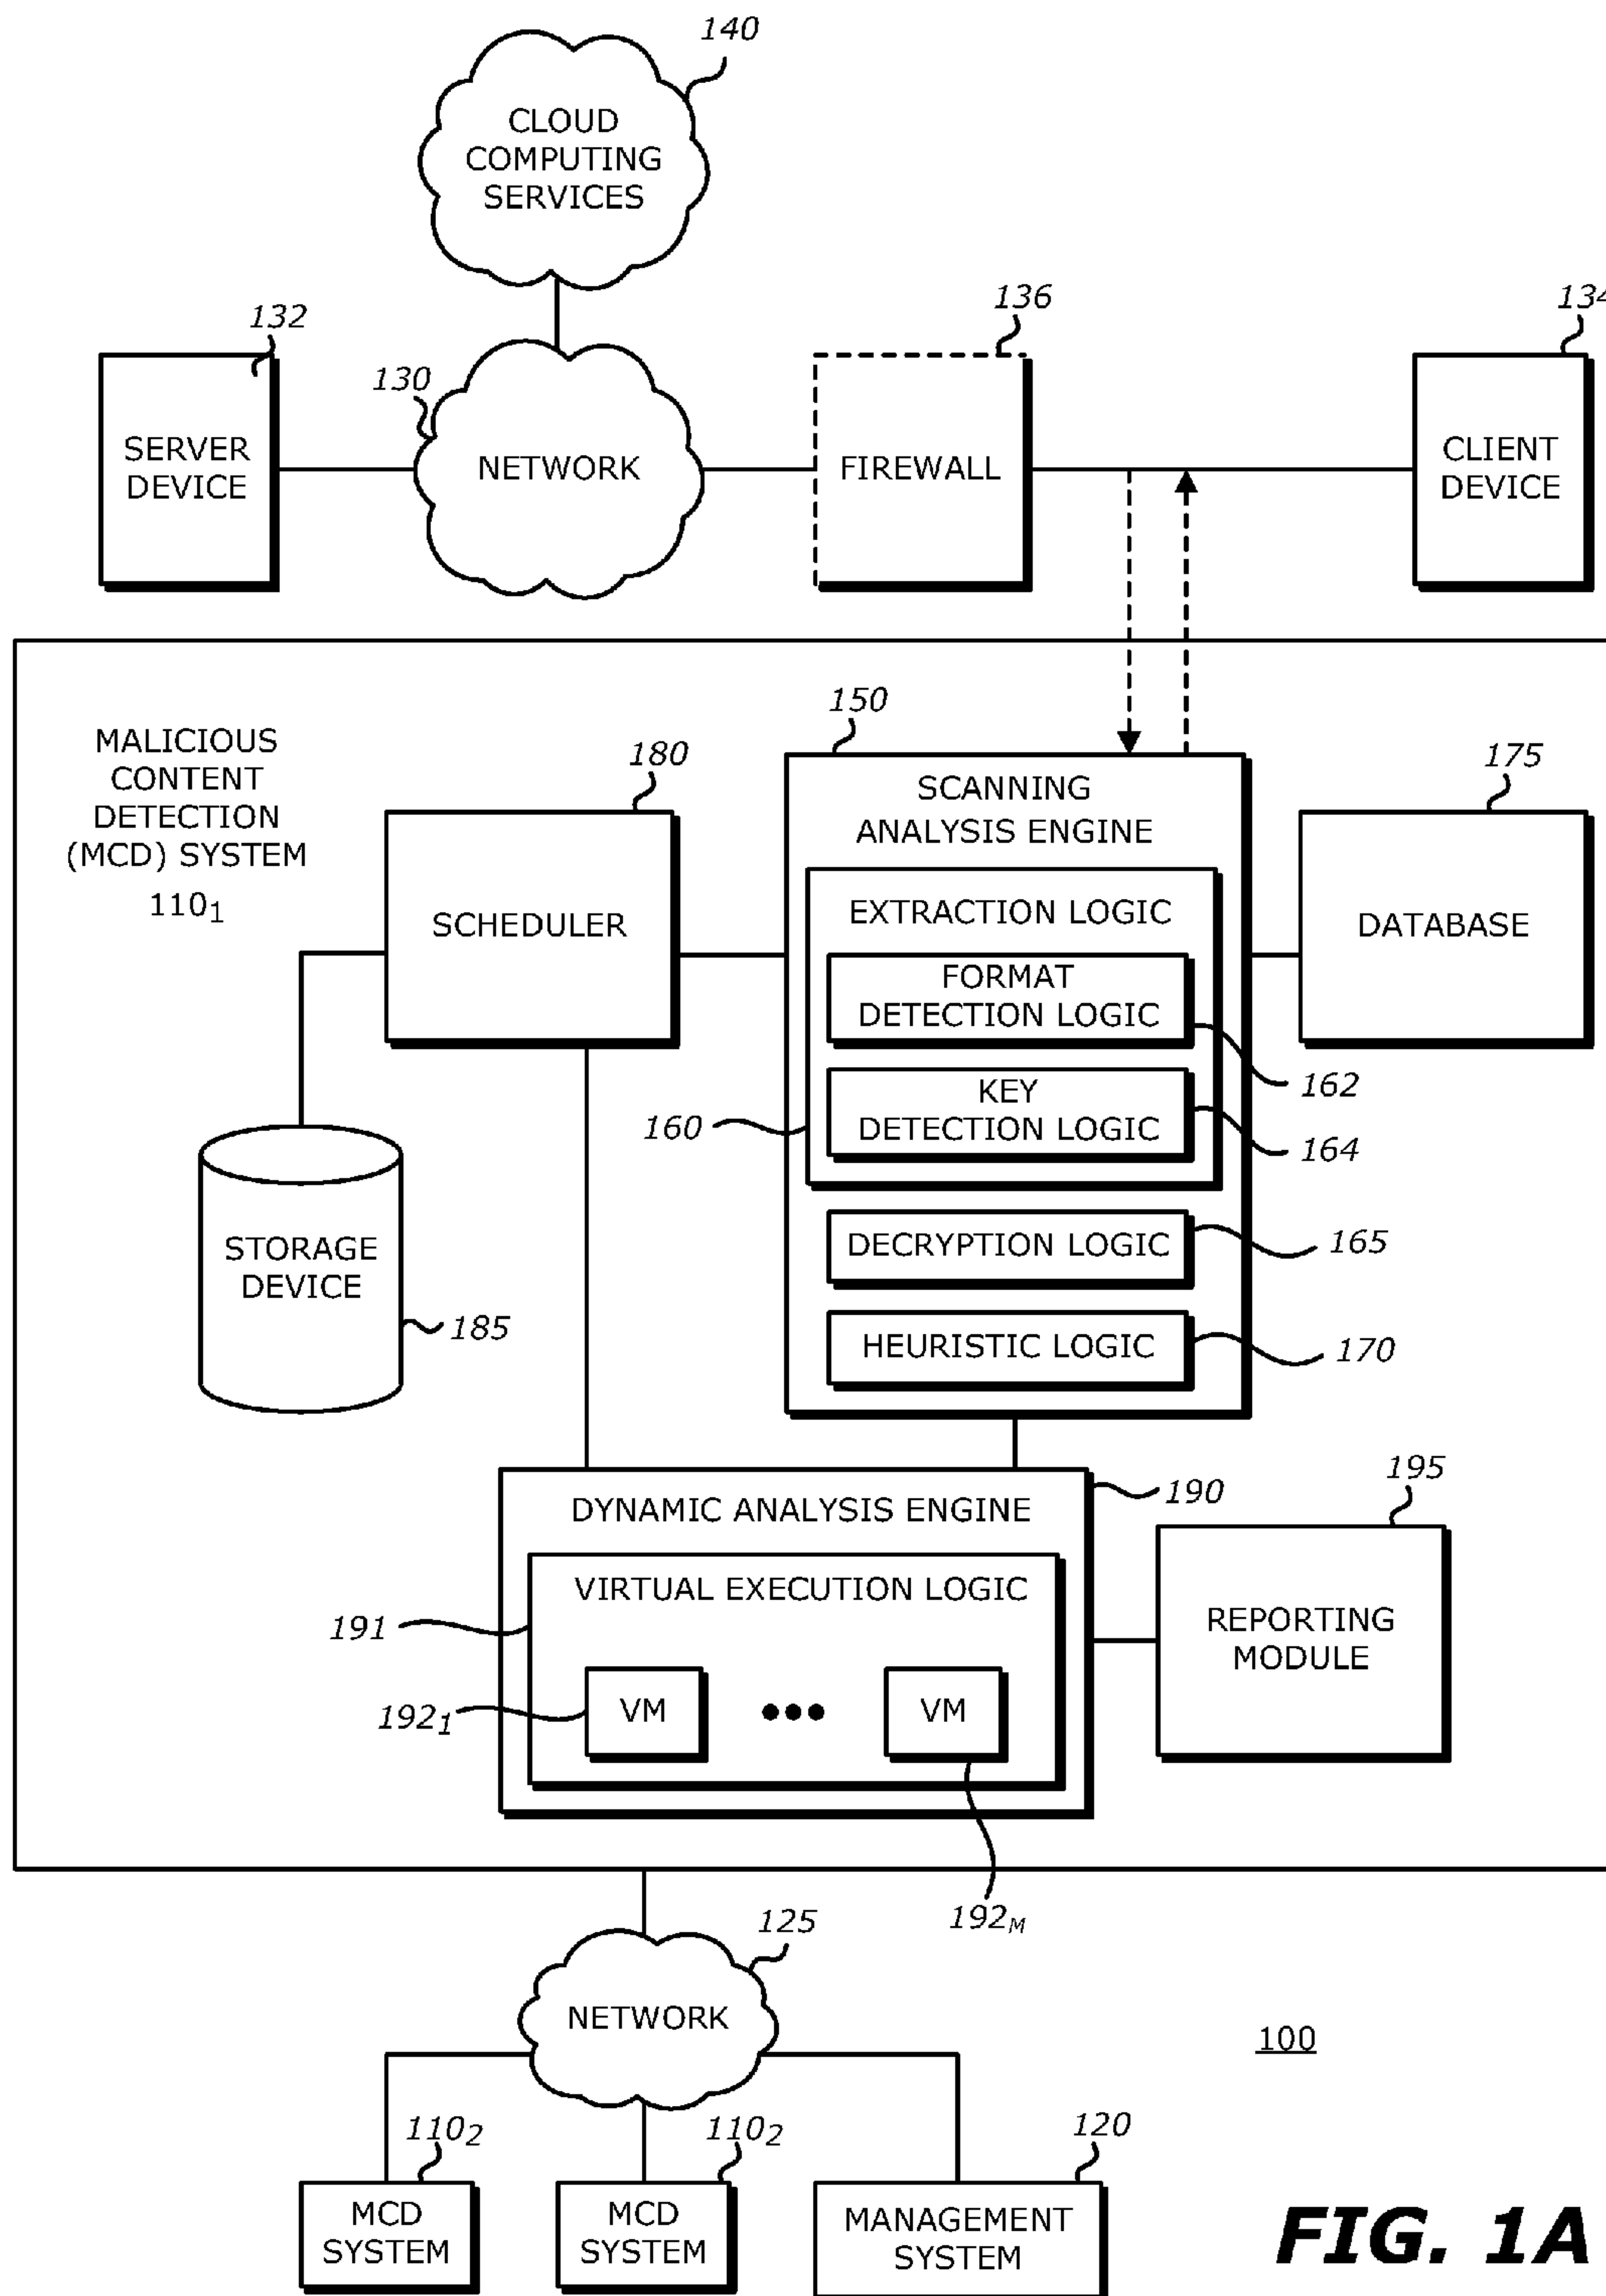 140
CLOUD
COMPUTING
SERVICES
132
136
134
130
SERVER
DEVICE
NETWORK
FIREWALL
CLIENT
DEVICE
MALICIOUS
CONTENT
DETECTION
(MCD) SYSTEM
110₁
180
150
175
SCHEDULER
SCANNING
ANALYSIS ENGINE
DATABASE
EXTRACTION LOGIC
FORMAT
DETECTION LOGIC
162
160
KEY
DETECTION LOGIC
164
DECRYPTION LOGIC
165
HEURISTIC LOGIC
170
STORAGE
DEVICE
185
190
195
DYNAMIC ANALYSIS ENGINE
VIRTUAL EXECUTION LOGIC
191
REPORTING
MODULE
192₁
VM
VM
192M
125
NETWORK
100
110₂
110₂
120
MCD
SYSTEM
MCD
SYSTEM
MANAGEMENT
SYSTEM
FIG. 1A